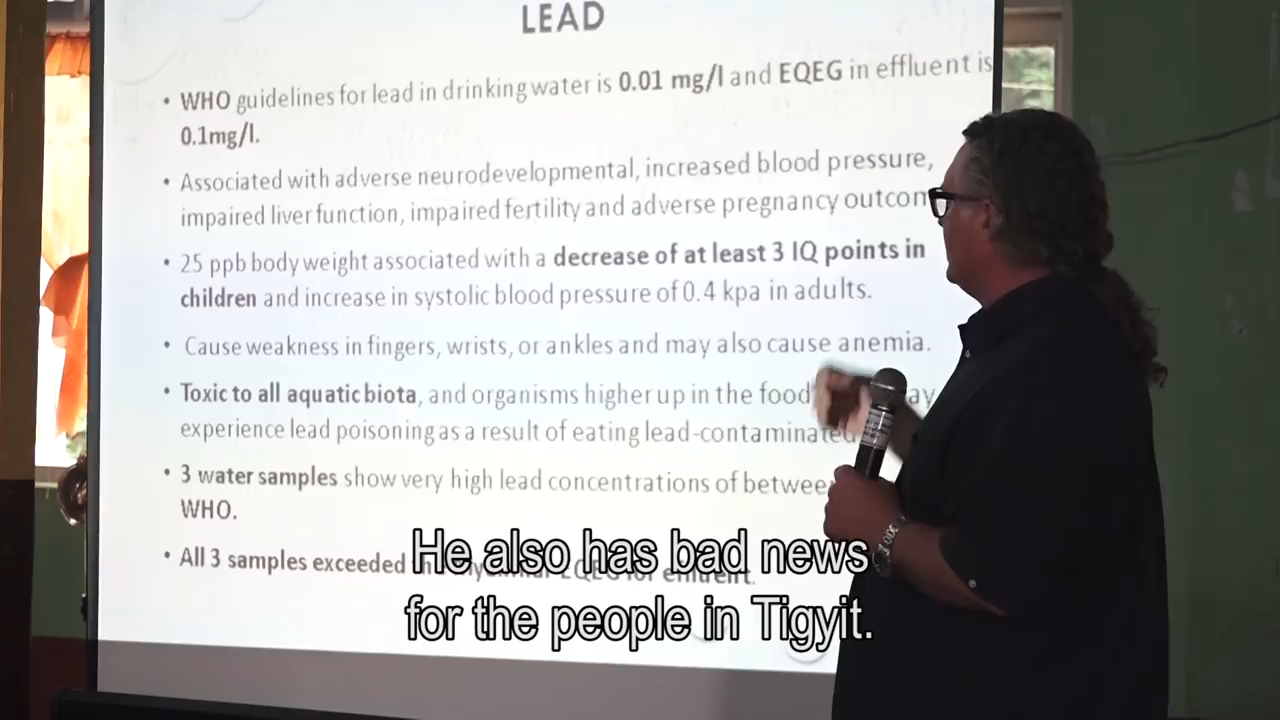 LEAD
• WHO guidelines for lead in drinking water is 0.01 mg/l and EQEG in effluent is
0.1mg/l.
• Associated with adverse neurodevelopmental, increased blood pressure,
impaired liver function, impaired fertility and adverse pregnancy outcom
• 25 ppb body weight associated with a decrease of at least 3 IQ points in
children and increase in systolic blood pressure of 0.4 kpa in adults.
• Cause weakness in fingers, wrists, or ankles and may also cause anemia.
• Toxic to all aquatic biota, and organisms higher up in the food
experience lead poisoning as a result of eating lead-contaminated
• 3 water samples show very high lead concentrations of betwee
WHO.
• All 3 samples exceeded
He also has bad news
for the people in Tigyit.